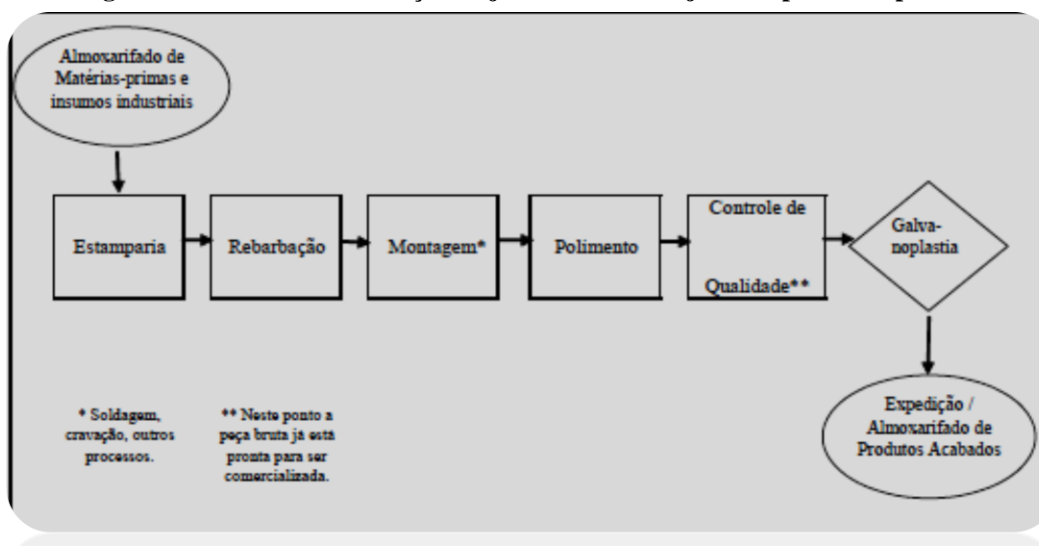 Almoxarifado de
Matérias-primas e
insumos industriais
Estamparia
Rebarbação
Montagem*
Polimento
Controle de
Qualidade**
Galva-
noplastia
* Soldagem,
cravação, outros
processos.
** Neste ponto a
peça bruta já está
pronta para ser
comercializada.
Expedição /
Almoxarifado de
Produtos Acabados